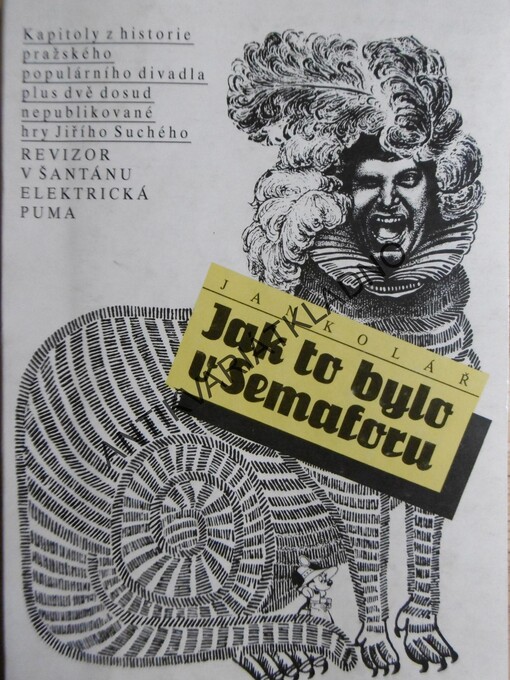 Kapitoly z historie
pražského
populárního divadla
plus dvě dosud
nepublikované
hry Jiřího Suchého
REVIZOR
V ŠANTÁNU
ELEKTRICKÁ
PUMA
JAN KOLÁŘ
Jak to bylo
v Semaforu